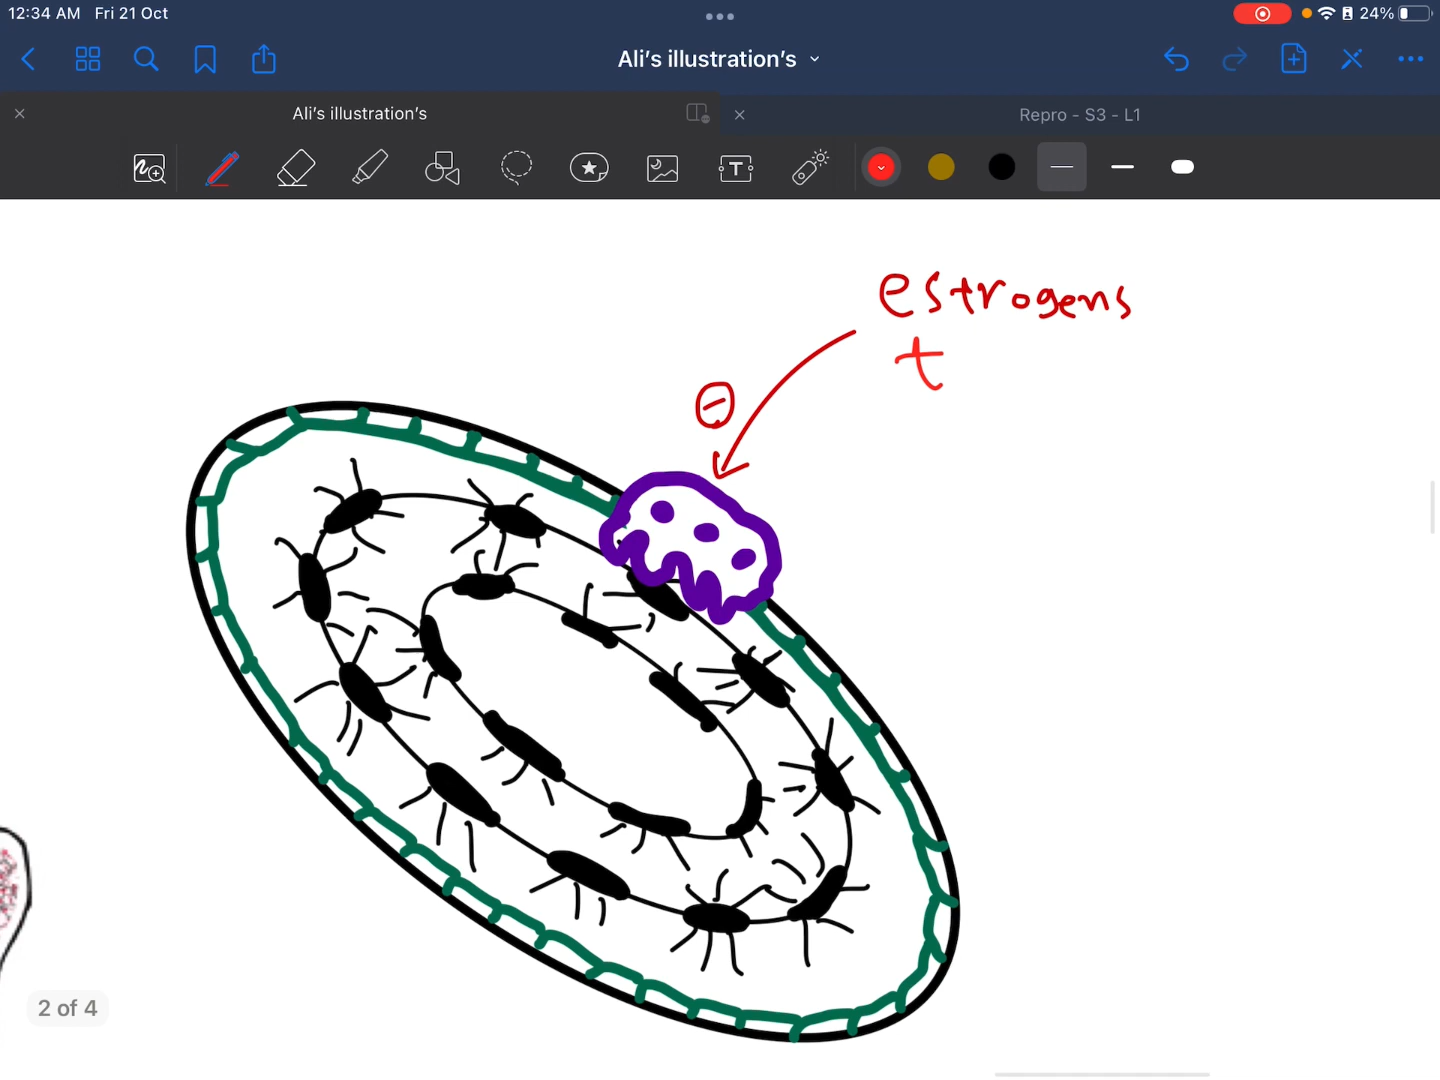 12:34 AM Fri 21 Oct
24%
Ali's illustration's
Ali's illustration's
Repro - S3 - L1
T
estrogens
t
2 of 4